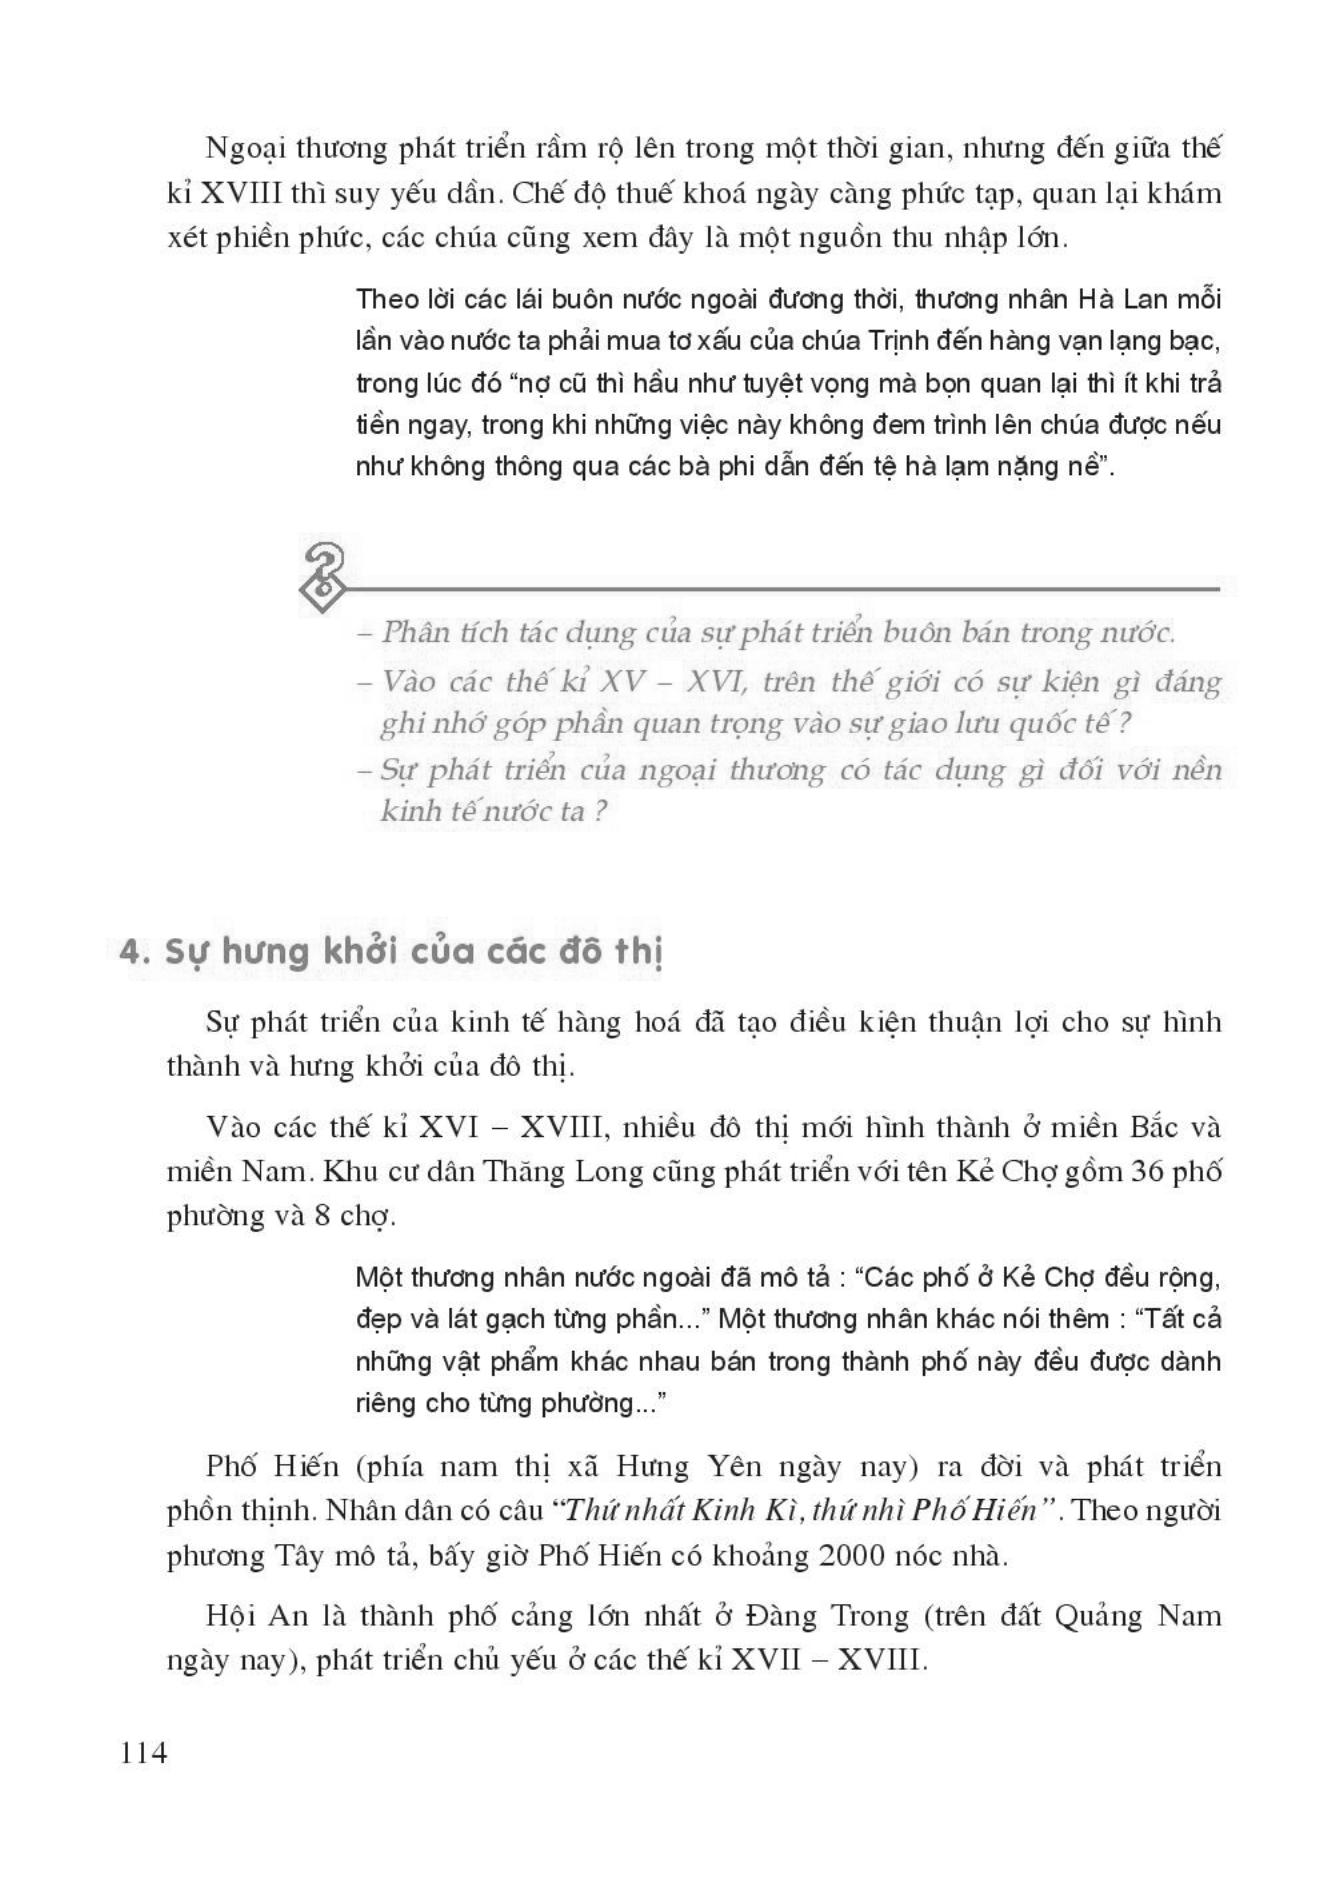 Ngoại thương phát triển rầm rộ lên trong một thời gian, nhưng đến giữa thế
kỉ XVIII thì suy yếu dần. Chế độ thuế khoá ngày càng phức tạp, quan lại khám
xét phiền phức, các chúa cũng xem đây là một nguồn thu nhập lớn.
Theo lời các lái buôn nước ngoài đương thời, thương nhân Hà Lan mỗi
lần vào nước ta phải mua tơ xấu của chúa Trịnh đến hàng vạn lạng bạc,
trong lúc đó “nợ cũ thì hầu như tuyệt vọng mà bọn quan lại thì ít khi trả
tiền ngay, trong khi những việc này không đem trình lên chúa được nếu
như không thông qua các bà phi dẫn đến tệ hà lạm nặng nề”.
?
– Phân tích tác dụng của sự phát triển buôn bán trong nước.
– Vào các thế kỉ XV – XVI, trên thế giới có sự kiện gì đáng
ghi nhớ góp phần quan trọng vào sự giao lưu quốc tế ?
– Sự phát triển của ngoại thương có tác dụng gì đối với nền
kinh tế nước ta ?
4. Sự hưng khởi của các đô thị
Sự phát triển của kinh tế hàng hoá đã tạo điều kiện thuận lợi cho sự hình
thành và hưng khởi của đô thị.
Vào các thế kỉ XVI – XVIII, nhiều đô thị mới hình thành ở miền Bắc và
miền Nam. Khu cư dân Thăng Long cũng phát triển với tên Kẻ Chợ gồm 36 phố
phường và 8 chợ.
Một thương nhân nước ngoài đã mô tả : “Các phố ở Kẻ Chợ đều rộng,
đẹp và lát gạch từng phần...” Một thương nhân khác nói thêm : “Tất cả
những vật phẩm khác nhau bán trong thành phố này đều được dành
riêng cho từng phường...”
Phố Hiến (phía nam thị xã Hưng Yên ngày nay) ra đời và phát triển
phồn thịnh. Nhân dân có câu “Thứ nhất Kinh Kì, thứ nhì Phố Hiến”. Theo người
phương Tây mô tả, bấy giờ Phố Hiến có khoảng 2000 nóc nhà.
Hội An là thành phố cảng lớn nhất ở Đàng Trong (trên đất Quảng Nam
ngày nay), phát triển chủ yếu ở các thế kỉ XVII – XVIII.
114